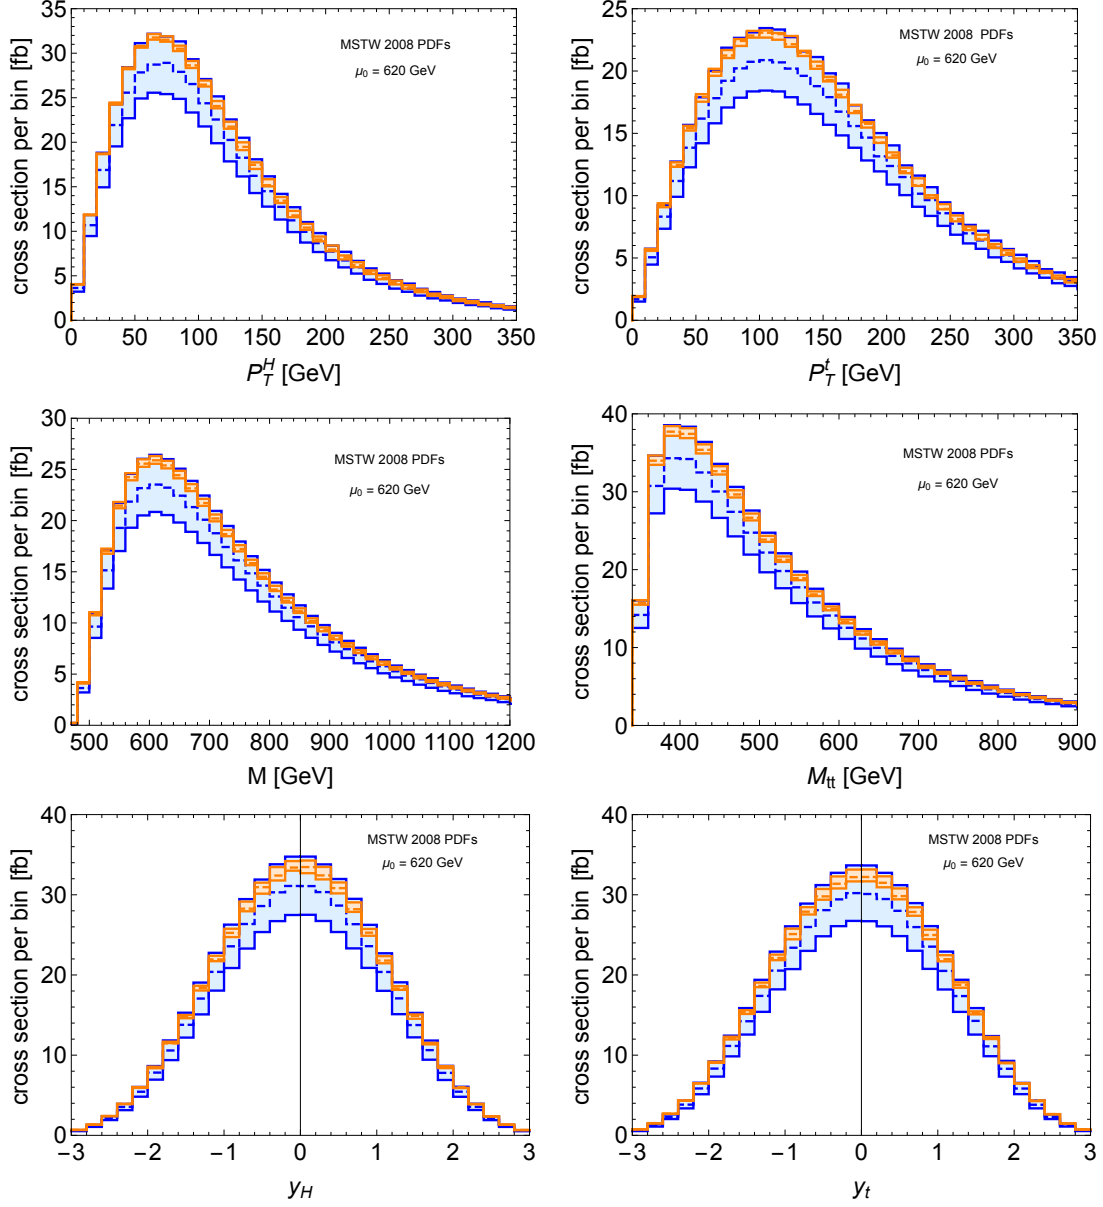 cross section per bin [fb]
35
30
25
20
15
10
5
0
MSTW 2008 PDFs
μ0 = 620 GeV
0 50 100 150 200 250 300 350
P_T^H [GeV]
cross section per bin [fb]
25
20
15
10
5
0
MSTW 2008 PDFs
μ0 = 620 GeV
0 50 100 150 200 250 300 350
P_T^t [GeV]
cross section per bin [fb]
30
25
20
15
10
5
0
MSTW 2008 PDFs
μ0 = 620 GeV
500 600 700 800 900 1000 1100 1200
M [GeV]
cross section per bin [fb]
40
30
20
10
0
MSTW 2008 PDFs
μ0 = 620 GeV
400 500 600 700 800 900
M_tt [GeV]
cross section per bin [fb]
40
30
20
10
0
MSTW 2008 PDFs
μ0 = 620 GeV
−3 −2 −1 0 1 2 3
y_H
cross section per bin [fb]
40
30
20
10
0
MSTW 2008 PDFs
μ0 = 620 GeV
−3 −2 −1 0 1 2 3
y_t